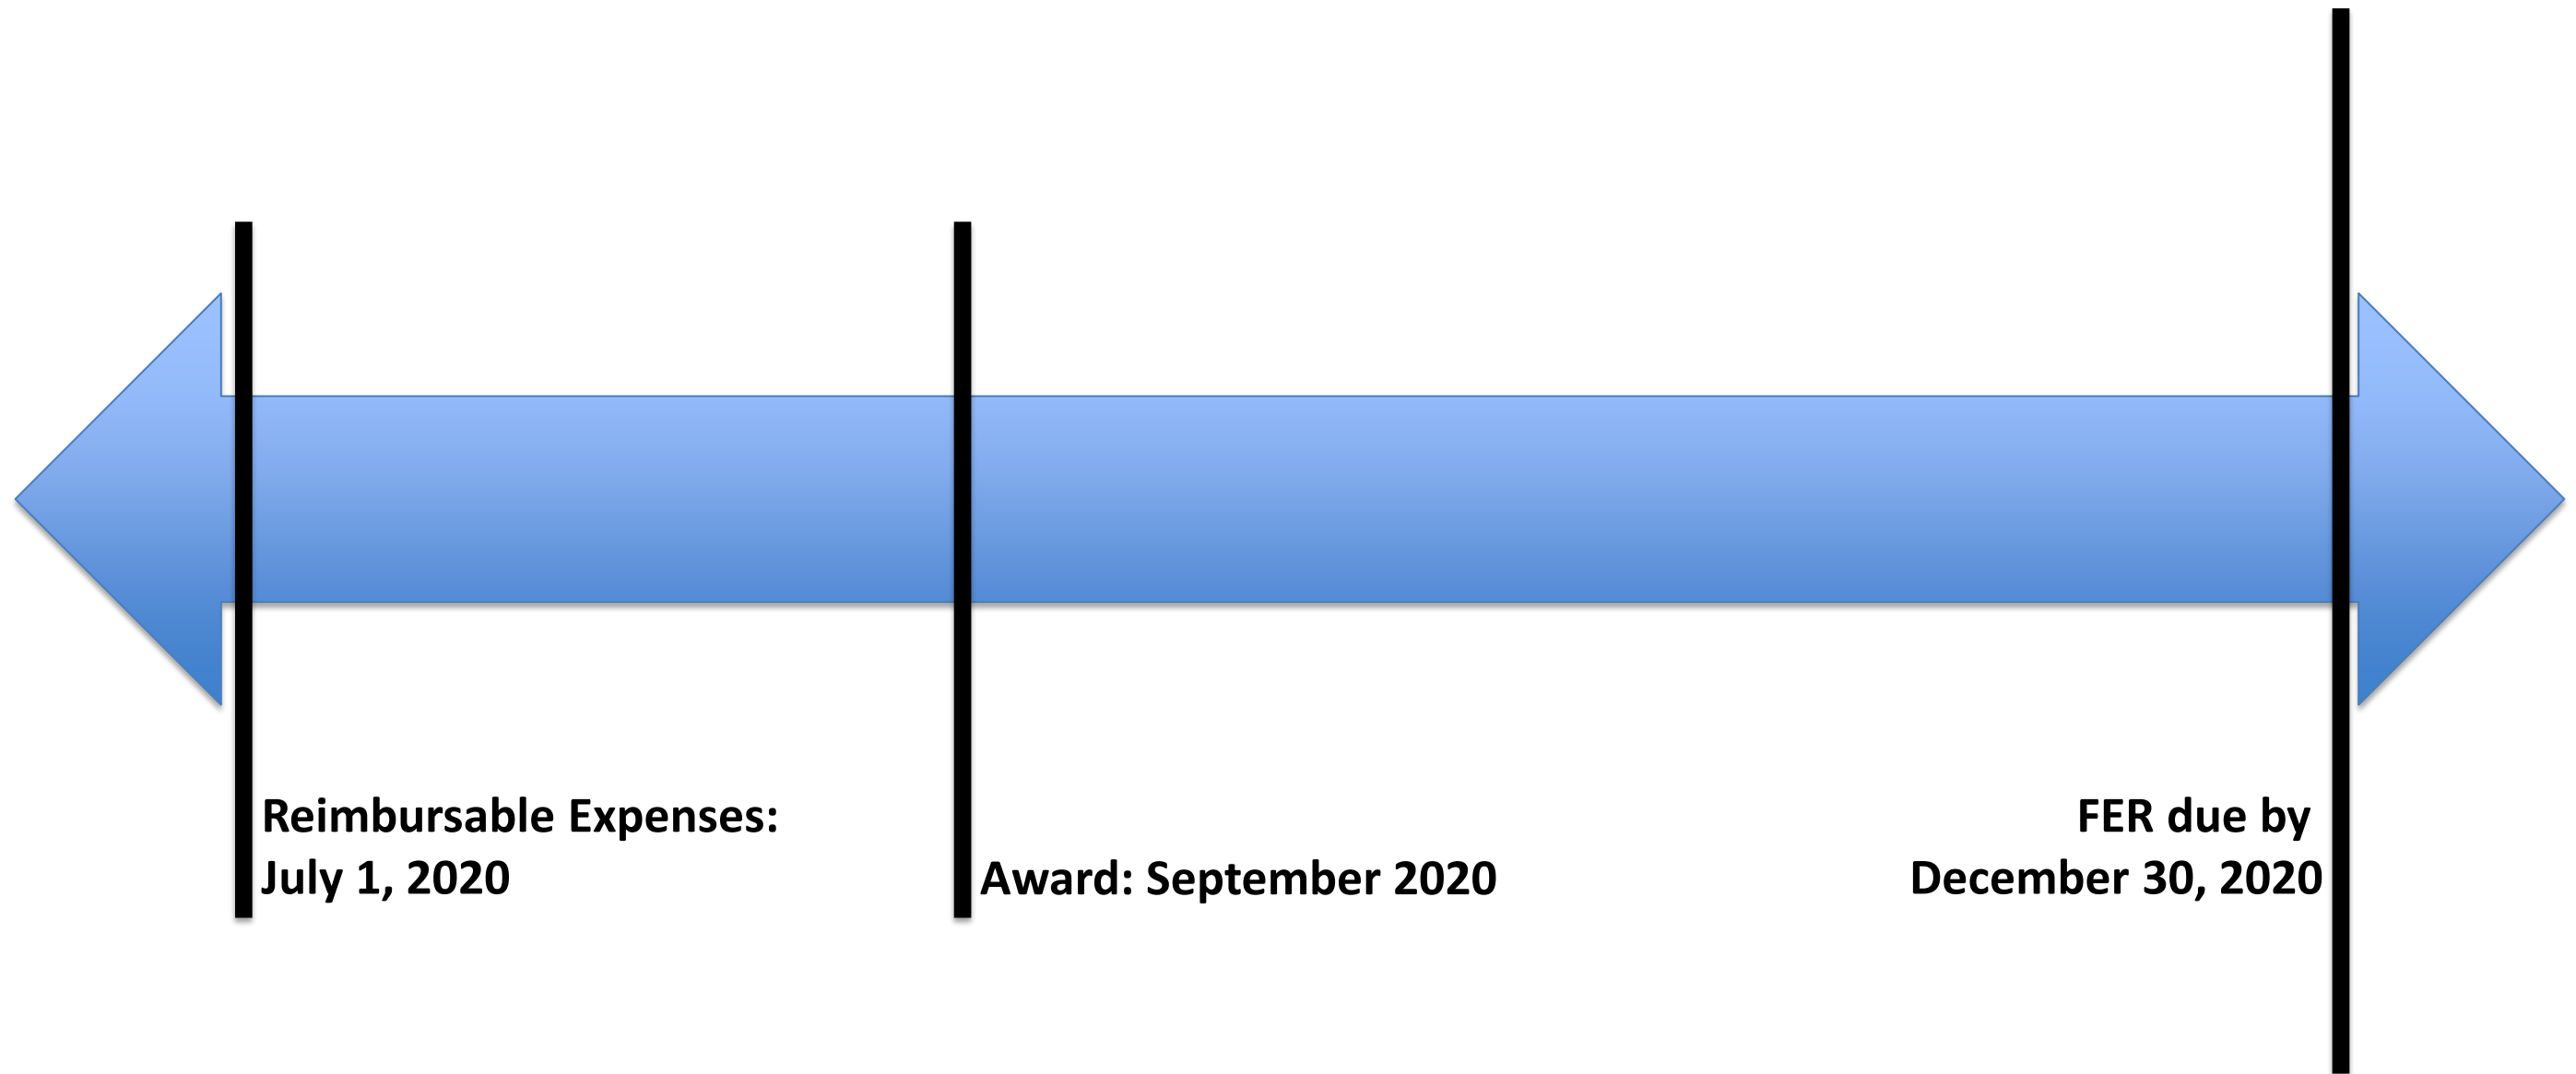 Reimbursable Expenses:
July 1, 2020
Award: September 2020
FER due by
December 30, 2020